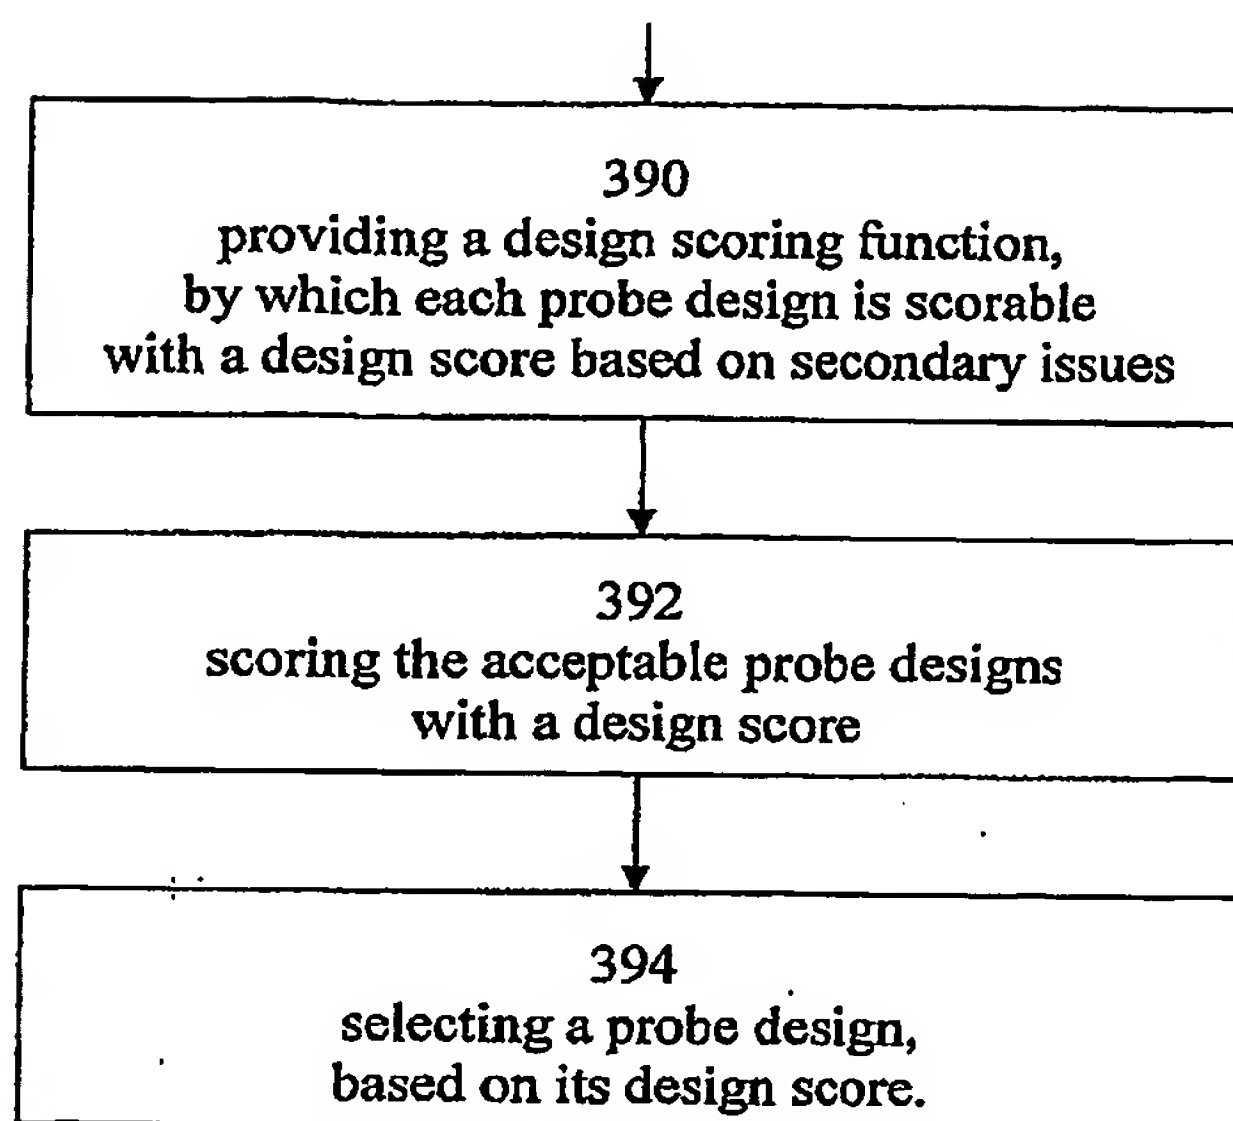 390
providing a design scoring function,
by which each probe design is scorable
with a design score based on secondary issues
392
scoring the acceptable probe designs
with a design score
394
selecting a probe design,
based on its design score.